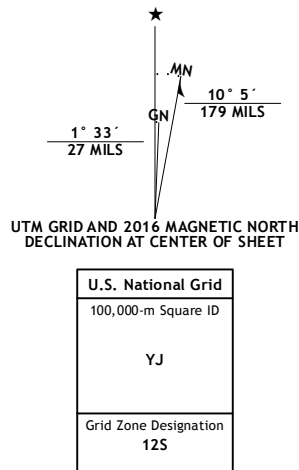 MN
10° 5´
179 MILS
GN
1° 33´
27 MILS
UTM GRID AND 2016 MAGNETIC NORTH
DECLINATION AT CENTER OF SHEET
U.S. National Grid
100,000-m Square ID
YJ
Grid Zone Designation
12S